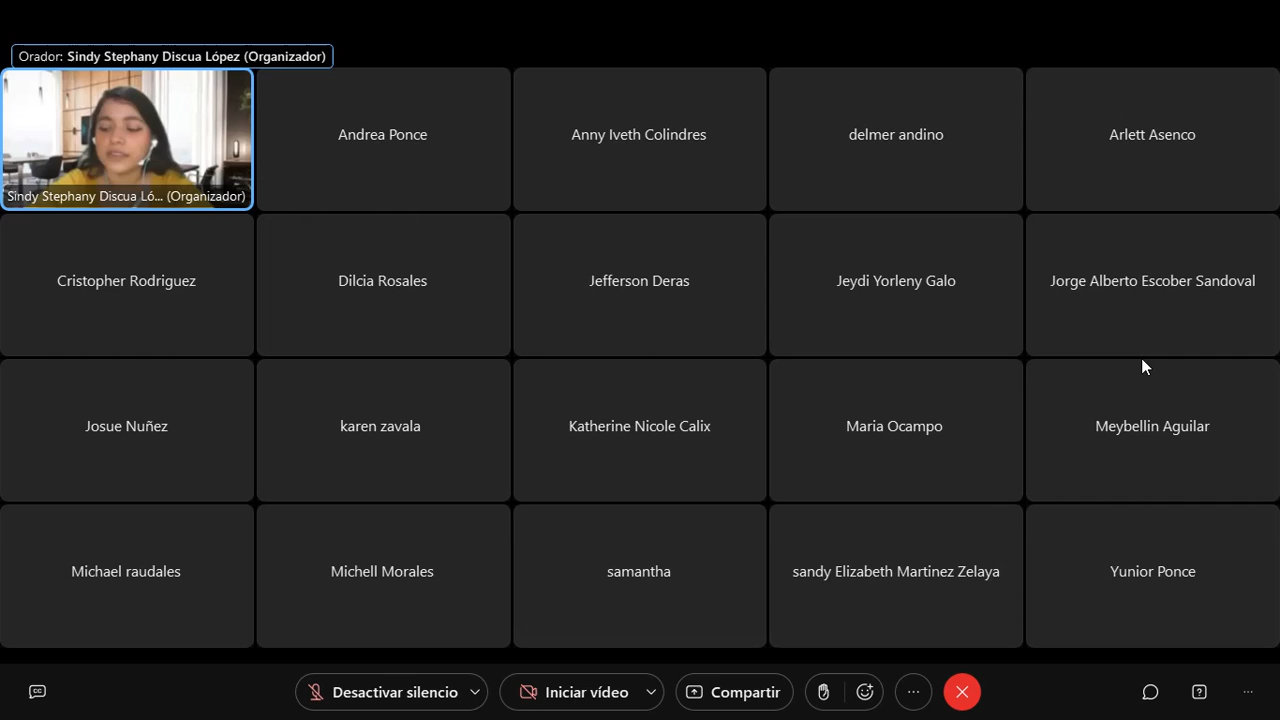 Orador: Sindy Stephany Discua López (Organizador)
Sindy Stephany Discua Ló... (Organizador)
Andrea Ponce
Anny Iveth Colindres
delmer andino
Arlett Asenco
Cristopher Rodriguez
Dilcia Rosales
Jefferson Deras
Jeydi Yorleny Galo
Jorge Alberto Escober Sandoval
Josue Nuñez
karen zavala
Katherine Nicole Calix
Maria Ocampo
Meybellin Aguilar
Michael raudales
Michell Morales
samantha
sandy Elizabeth Martinez Zelaya
Yunior Ponce
CC
Desactivar silencio
Iniciar vídeo
Compartir